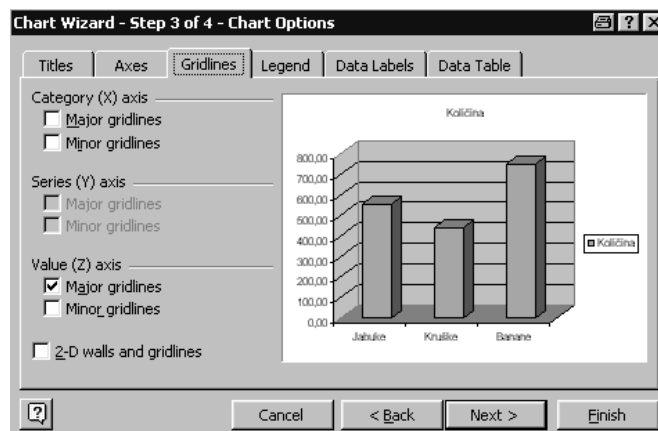 Chart Wizard - Step 3 of 4 - Chart Options
Titles Axes Gridlines Legend Data Labels Data Table
Category (X) axis
Major gridlines
Minor gridlines
Series (Y) axis
Major gridlines
Minor gridlines
Value (Z) axis
Major gridlines
Minor gridlines
2-D walls and gridlines
Količina
800,00
700,00
600,00
500,00
400,00
300,00
200,00
100,00
0,00
Jabuke Kruške Banane
Količina
Cancel < Back Next > Finish